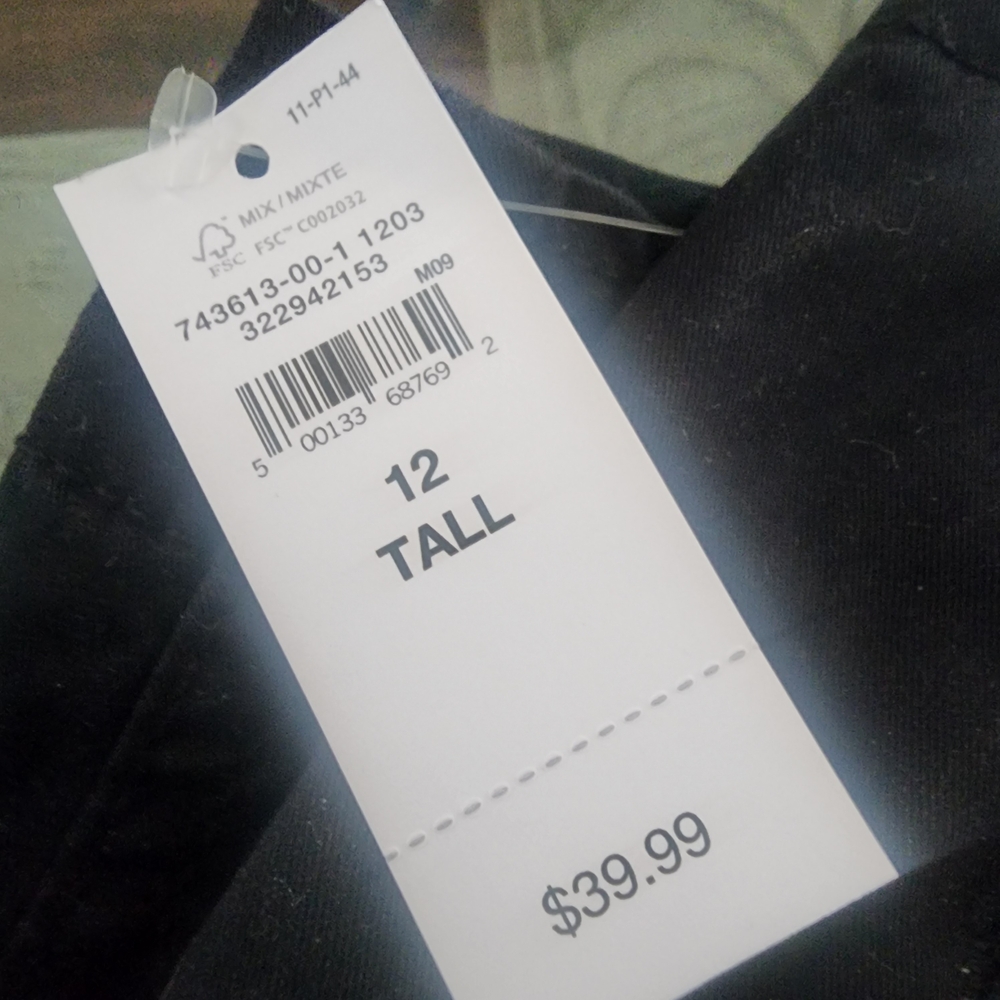 11-P1-44
MIX / MIXTE
FSC™ C002032
FSC
743613-00-1 1203
322942153 M09
5 00133 68769 2
12
TALL
$39.99